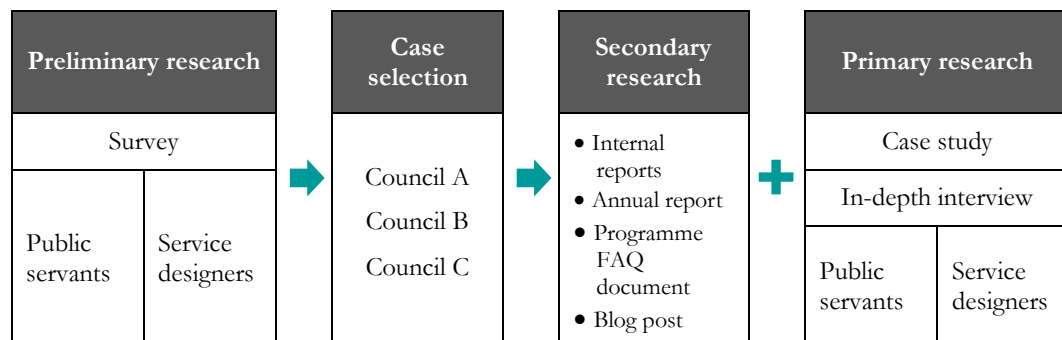 Preliminary research
Survey
Public
servants
Service
designers
Case
selection
Council A
Council B
Council C
Secondary
research
• Internal
reports
• Annual report
• Programme
FAQ
document
• Blog post
Primary research
Case study
In-depth interview
Public
servants
Service
designers